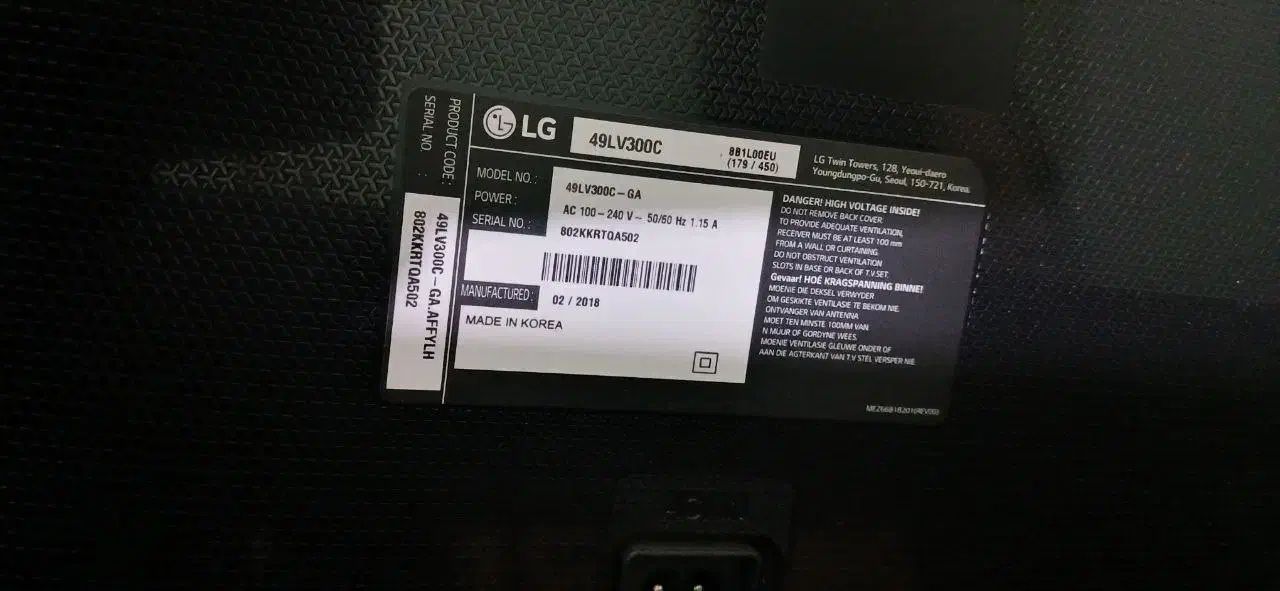 PRODUCT CODE :
SERIAL NO. :
49LV300C-GA.AFFYLH
802KKRTQA502
LG
49LV300C
8B1L00EU
(179 / 450)
LG Twin Towers, 128, Yeoui-daero
Youngdungpo-Gu, Seoul, 150-721, Korea.
MODEL NO. : 49LV300C-GA
POWER : AC 100-240 V ~ 50/60 Hz 1.15 A
SERIAL NO. : 802KKRTQA502
MANUFACTURED : 02 / 2018
MADE IN KOREA
DANGER! HIGH VOLTAGE INSIDE!
DO NOT REMOVE BACK COVER.
TO PROVIDE ADEQUATE VENTILATION,
RECEIVER MUST BE AT LEAST 100 mm
FROM A WALL OR CURTAINING.
DO NOT OBSTRUCT VENTILATION
SLOTS IN BASE OR BACK OF T.V SET.
Gevaar! HOË KRAGSPANNING BINNE!
MOENIE DIE DEKSEL VERWYDER
OM GESKIKTE VENTILASIE TE BEKOM NIE.
ONTVANGER VAN ANTENNA
MOET TEN MINSTE 100MM VAN
N MUUR OF GORDYNE WEES.
MOENIE VENTILASIE GLEUWE ONDER OF
AAN DIE AGTERKANT VAN T.V STEL VERSPER NIE.